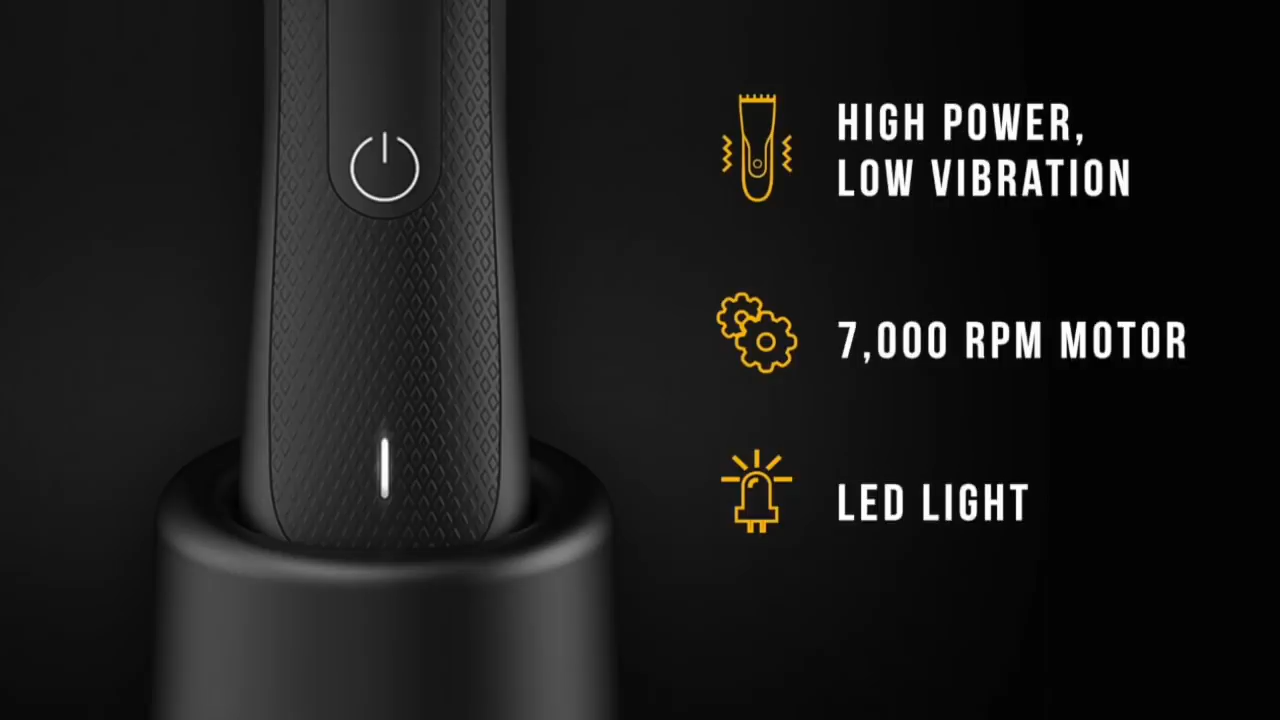 HIGH POWER,
LOW VIBRATION
7,000 RPM MOTOR
LED LIGHT